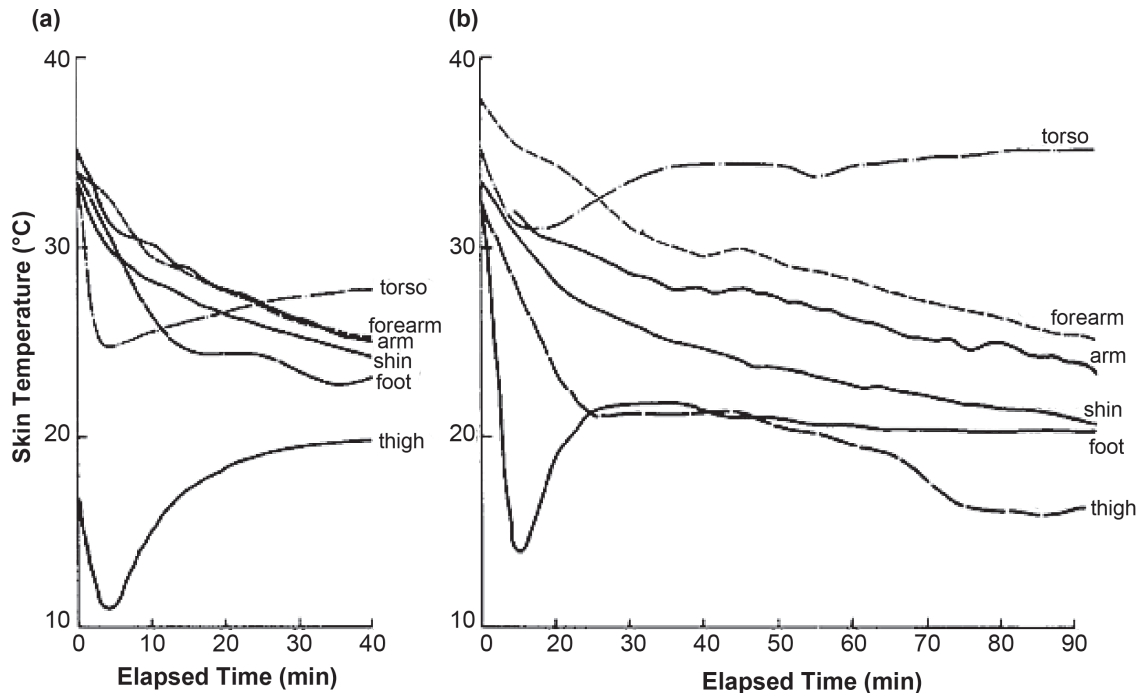 (a)
(b)
40
30
20
10
0
10
20
30
40
Skin Temperature (°C)
Elapsed Time (min)
torso
forearm
arm
shin
foot
thigh
40
30
20
10
0
20
30
40
50
60
70
80
90
Elapsed Time (min)
torso
forearm
arm
shin
foot
thigh